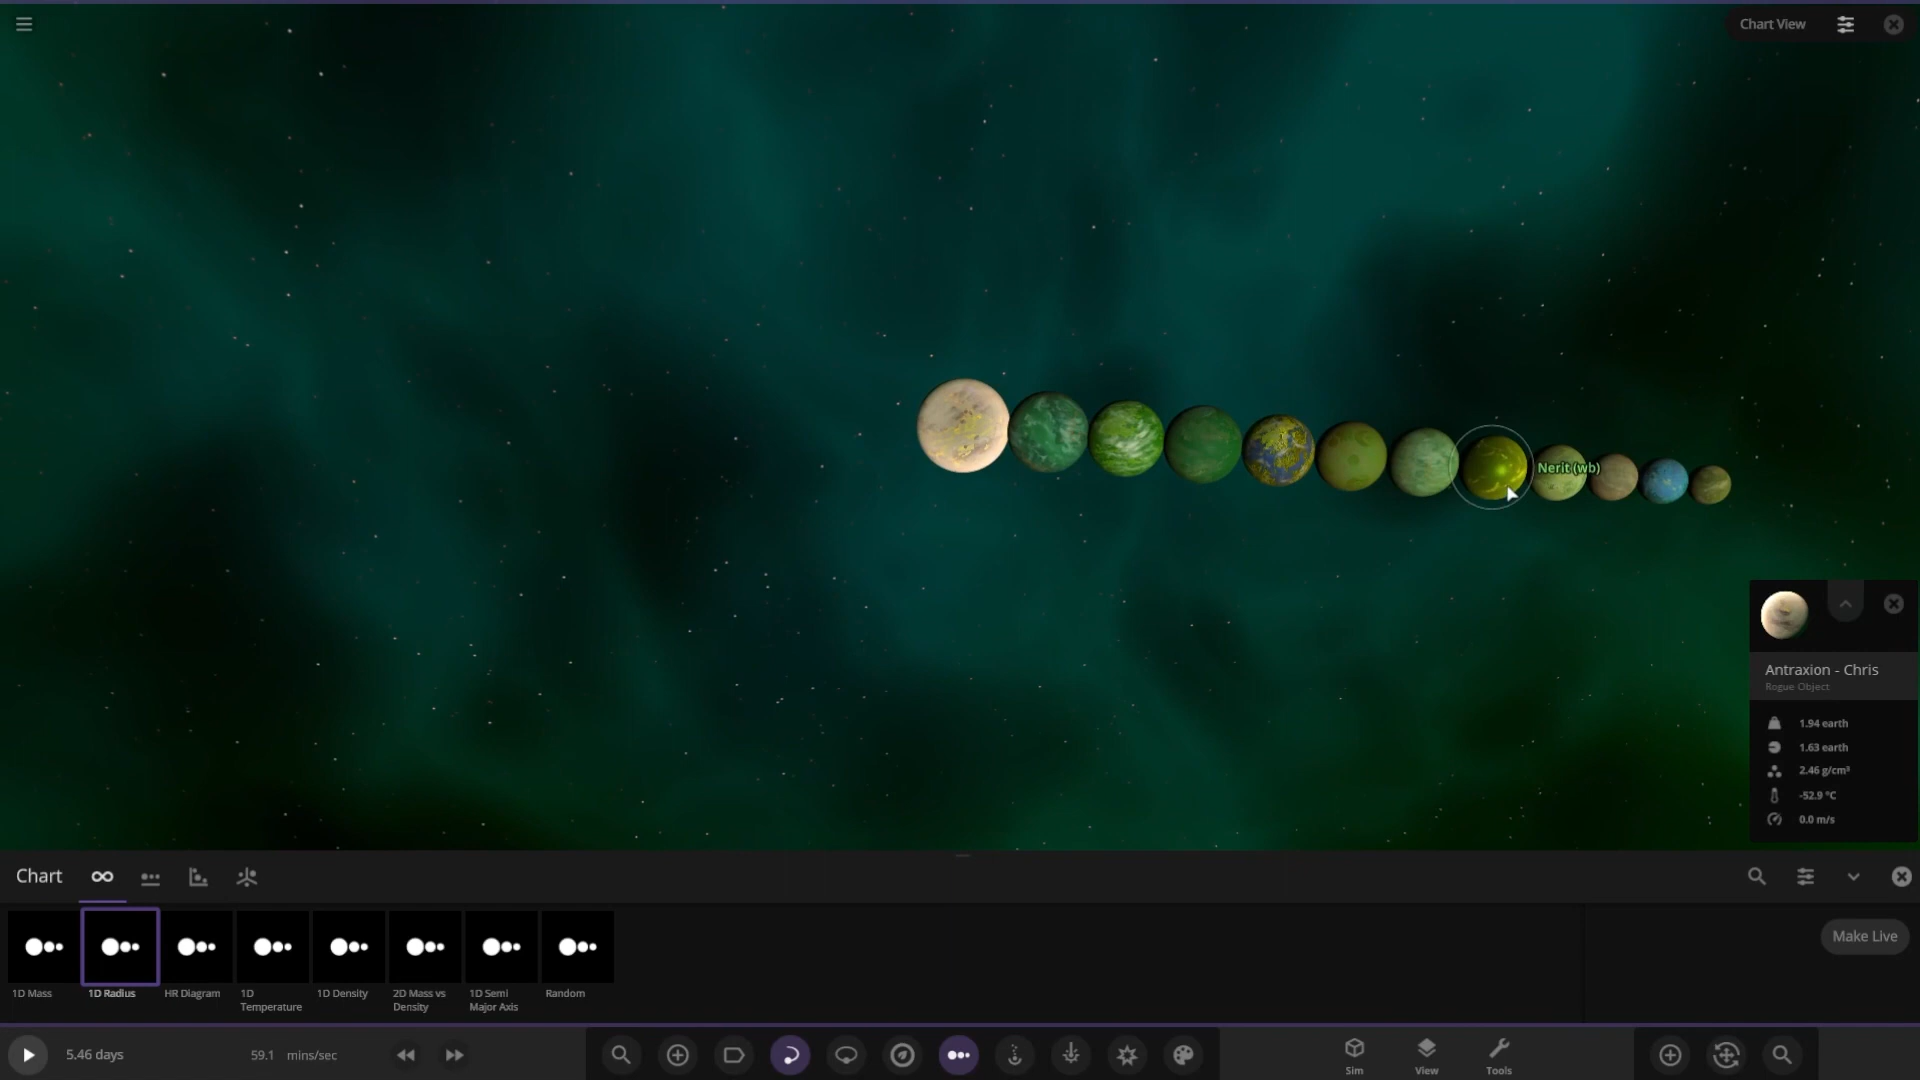 Chart View
Nerit (wb)
Antraxion - Chris
Rogue Object
1.94 earth
1.63 earth
2.46 g/cm³
-52.9 °C
0.0 m/s
Chart
Make Live
1D Mass
1D Radius
HR Diagram
1D
Temperature
1D Density
2D Mass vs
Density
1D Semi
Major Axis
Random
5.46 days
59.1 mins/sec
Sim
View
Tools